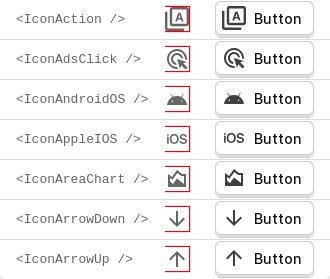 <IconAction /> A A Button
<IconAdsClick /> Button
<IconAndroidOS /> Button
<IconAppleIOS /> iOS iOS Button
<IconAreaChart /> Button
<IconArrowDown /> Button
<IconArrowUp /> Button